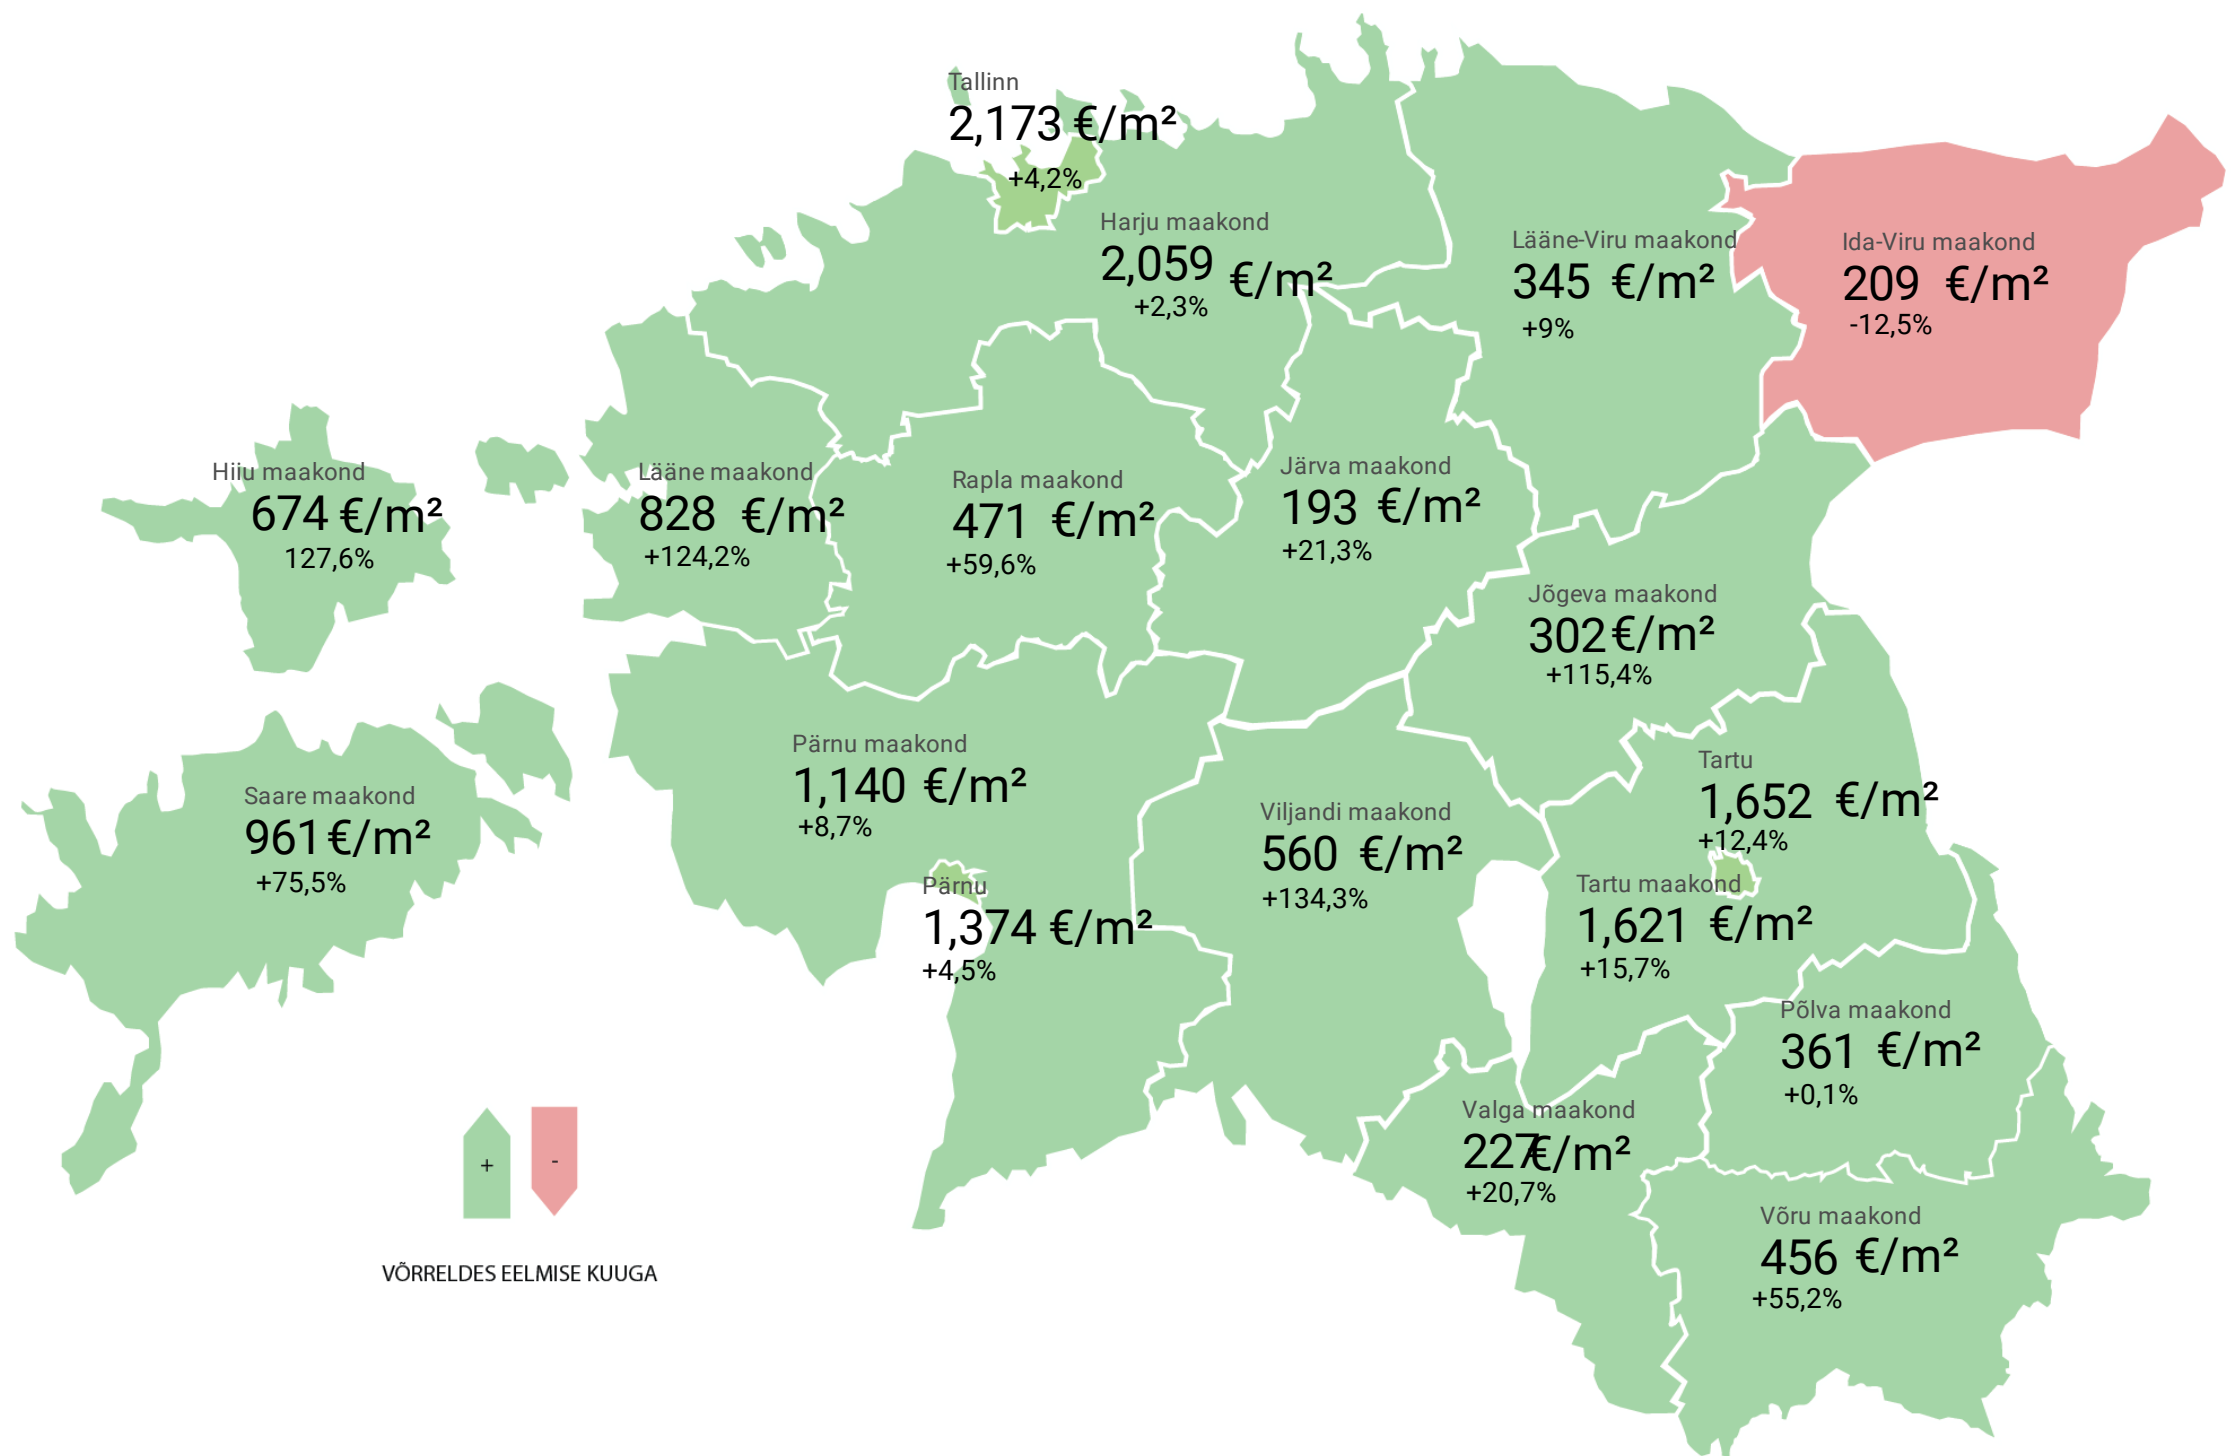 Tallinn
2,173 €/m²
+4,2%
Harju maakond
2,059 €/m²
+2,3%
Lääne-Viru maakond
345 €/m²
+9%
Ida-Viru maakond
209 €/m²
-12,5%
Hiiu maakond
674 €/m²
127,6%
Lääne maakond
828 €/m²
+124,2%
Rapla maakond
471 €/m²
+59,6%
Järva maakond
193 €/m²
+21,3%
Jõgeva maakond
302 €/m²
+115,4%
Saare maakond
961 €/m²
+75,5%
Pärnu maakond
1,140 €/m²
+8,7%
Pärnu
1,374 €/m²
+4,5%
Viljandi maakond
560 €/m²
+134,3%
Tartu
1,652 €/m²
+12,4%
Tartu maakond
1,621 €/m²
+15,7%
Põlva maakond
361 €/m²
+0,1%
Valga maakond
227 €/m²
+20,7%
Võru maakond
456 €/m²
+55,2%
+ -
VÕRRELDES EELMISE KUUGA